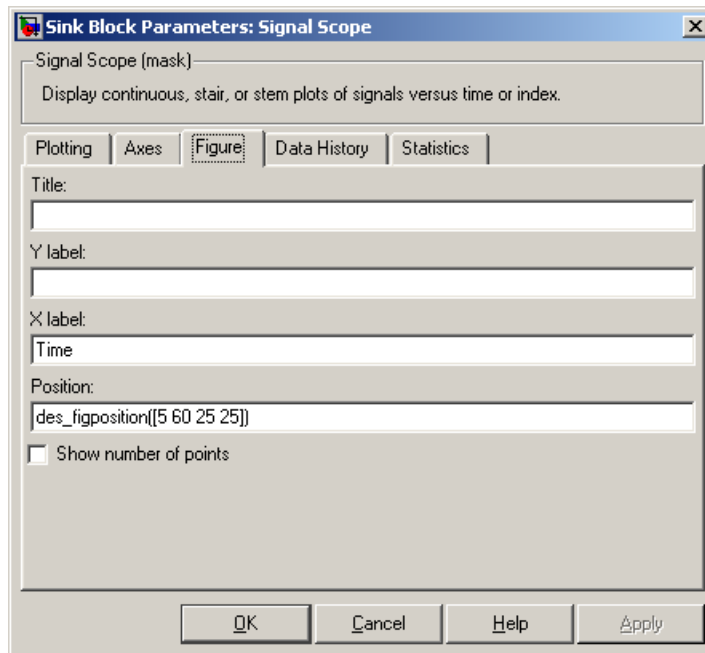 Sink Block Parameters: Signal Scope
Signal Scope (mask)
Display continuous, stair, or stem plots of signals versus time or index.
Plotting Axes Figure Data History Statistics
Title:
Y label:
X label:
Time
Position:
des_figposition([5 60 25 25])
Show number of points
OK Cancel Help Apply